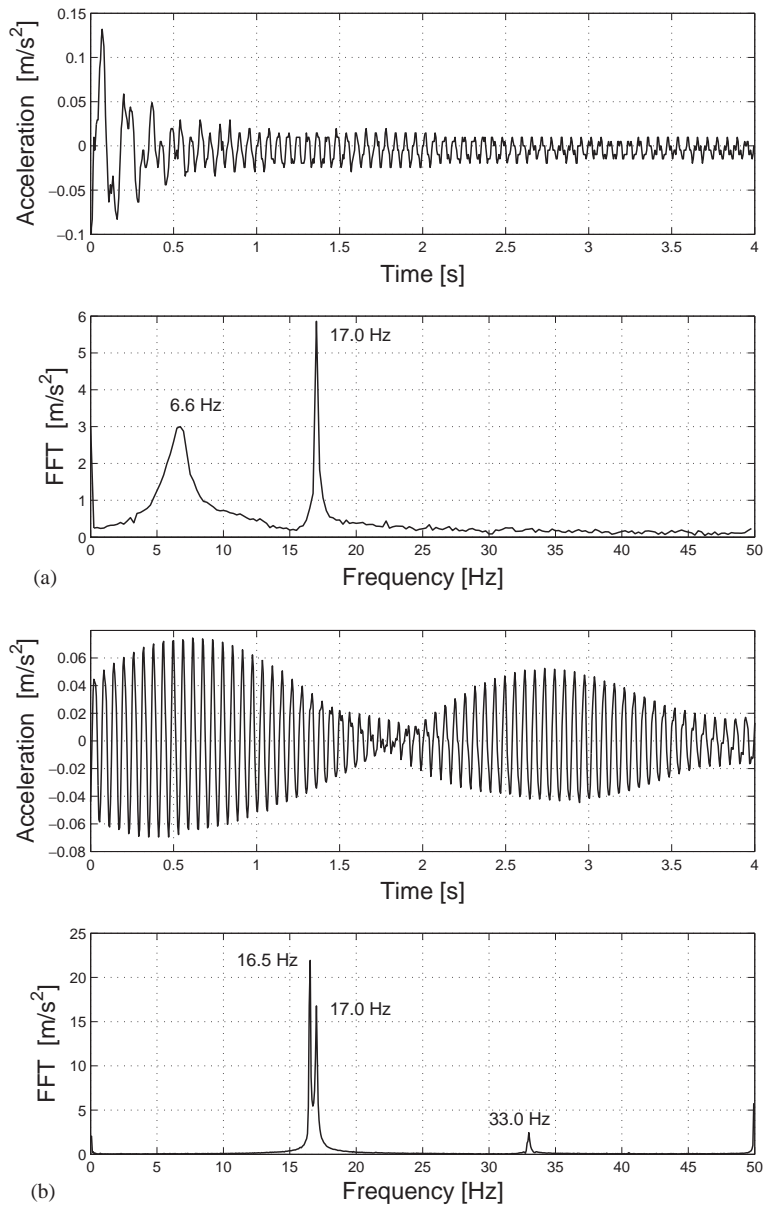 0.15
0.1
0.05
0
−0.05
−0.1
Acceleration [m/s²]
0 0.5 1 1.5 2 2.5 3 3.5 4
Time [s]
6
5
4
3
2
1
0
FFT [m/s²]
17.0 Hz
6.6 Hz
0 5 10 15 20 25 30 35 40 45 50
Frequency [Hz]
(a)
0.06
0.04
0.02
0
−0.02
−0.04
−0.06
−0.08
Acceleration [m/s²]
0 0.5 1 1.5 2 2.5 3 3.5 4
Time [s]
25
20
15
10
5
0
FFT [m/s²]
16.5 Hz
17.0 Hz
33.0 Hz
0 5 10 15 20 25 30 35 40 45 50
Frequency [Hz]
(b)